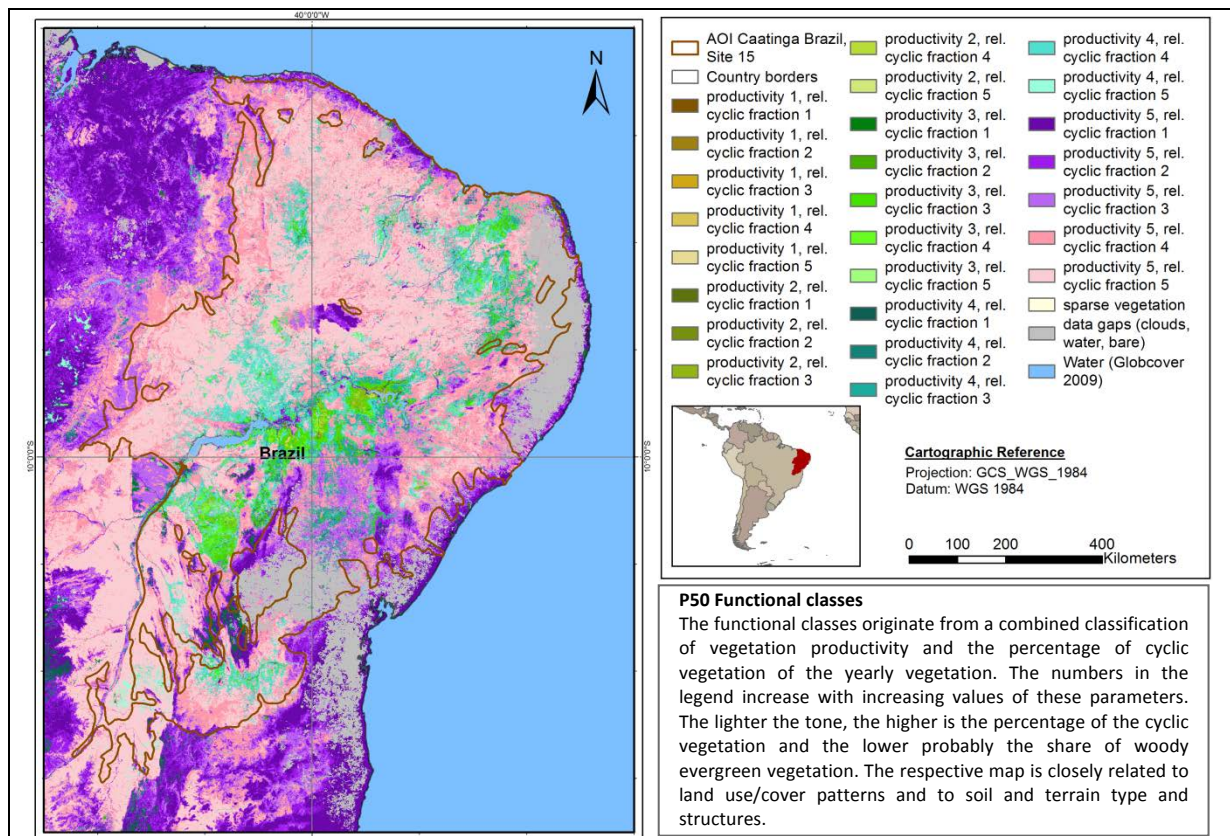 40°0'0"W
N
Brazil
10°0'0"S
10°0'0"S
AOI Caatinga Brazil,
Site 15
Country borders
productivity 1, rel.
cyclic fraction 1
productivity 1, rel.
cyclic fraction 2
productivity 1, rel.
cyclic fraction 3
productivity 1, rel.
cyclic fraction 4
productivity 1, rel.
cyclic fraction 5
productivity 2, rel.
cyclic fraction 1
productivity 2, rel.
cyclic fraction 2
productivity 2, rel.
cyclic fraction 3
productivity 2, rel.
cyclic fraction 4
productivity 2, rel.
cyclic fraction 5
productivity 3, rel.
cyclic fraction 1
productivity 3, rel.
cyclic fraction 2
productivity 3, rel.
cyclic fraction 3
productivity 3, rel.
cyclic fraction 4
productivity 3, rel.
cyclic fraction 5
productivity 4, rel.
cyclic fraction 1
productivity 4, rel.
cyclic fraction 2
productivity 4, rel.
cyclic fraction 3
productivity 4, rel.
cyclic fraction 4
productivity 4, rel.
cyclic fraction 5
productivity 5, rel.
cyclic fraction 1
productivity 5, rel.
cyclic fraction 2
productivity 5, rel.
cyclic fraction 3
productivity 5, rel.
cyclic fraction 4
productivity 5, rel.
cyclic fraction 5
sparse vegetation
data gaps (clouds,
water, bare)
Water (Globcover
2009)
Cartographic Reference
Projection: GCS_WGS_1984
Datum: WGS 1984
0 100 200 400
Kilometers
P50 Functional classes
The functional classes originate from a combined classification
of vegetation productivity and the percentage of cyclic
vegetation of the yearly vegetation. The numbers in the
legend increase with increasing values of these parameters.
The lighter the tone, the higher is the percentage of the cyclic
vegetation and the lower probably the share of woody
evergreen vegetation. The respective map is closely related to
land use/cover patterns and to soil and terrain type and
structures.